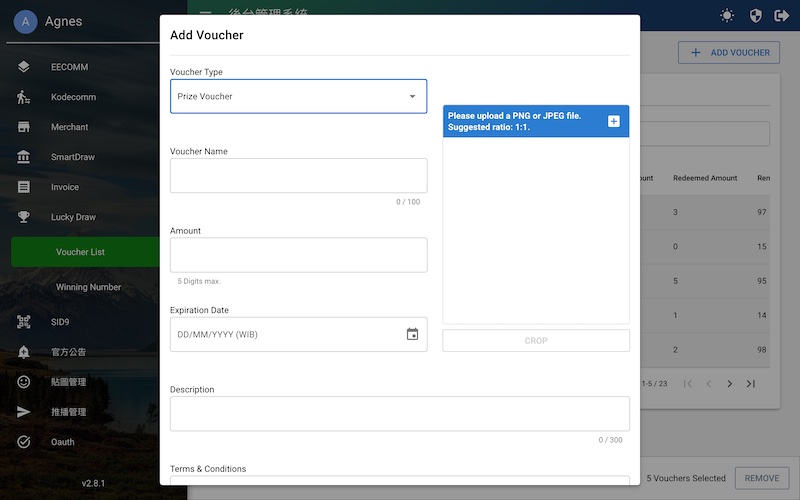 A Agnes
EECOMM
Kodecomm
Merchant
SmartDraw
Invoice
Lucky Draw
Voucher List
Winning Number
SID9
官方公告
貼圖管理
推播管理
Oauth
v2.8.1
後台管理系統
ADD VOUCHER
Add Voucher
Voucher Type
Prize Voucher
Please upload a PNG or JPEG file.
Suggested ratio: 1:1.
Voucher Name
0 / 100
Amount
5 Digits max.
Expiration Date
DD/MM/YYYY (WIB)
CROP
Description
0 / 300
Terms & Conditions
Redeemed Amount
3 97
0 15
5 95
1 14
2 98
1-5 / 23
5 Vouchers Selected
REMOVE